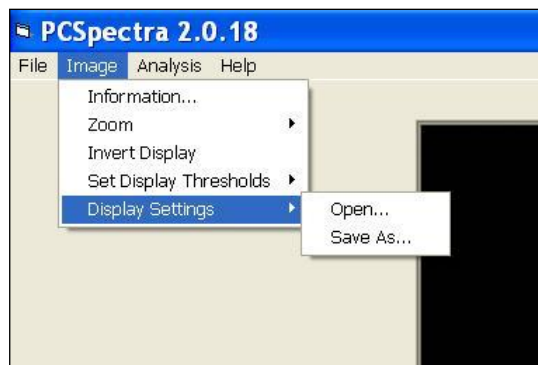 PCSpectra 2.0.18
File Image Analysis Help
Information...
Zoom
Invert Display
Set Display Thresholds
Display Settings
Open...
Save As...